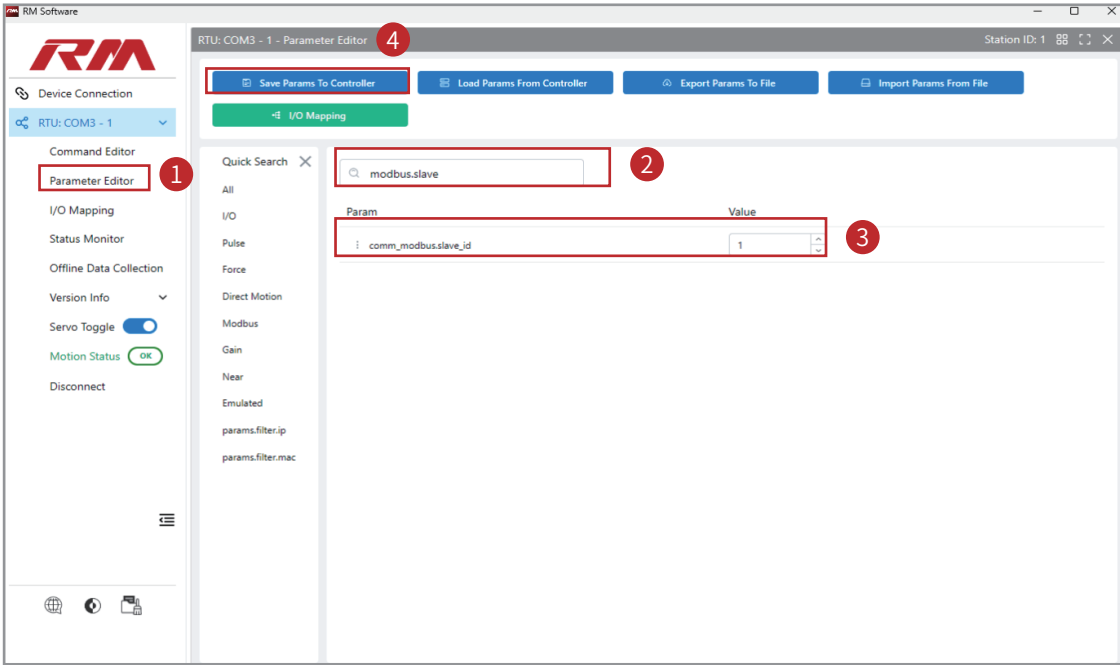 RM Software
RM
Device Connection
RTU: COM3 - 1
Command Editor
Parameter Editor
1
I/O Mapping
Status Monitor
Offline Data Collection
Version Info
Servo Toggle
Motion Status OK
Disconnect
RTU: COM3 - 1 - Parameter Editor
4
Station ID: 1
Save Params To Controller
Load Params From Controller
Export Params To File
Import Params From File
I/O Mapping
Quick Search
All
I/O
Pulse
Force
Direct Motion
Modbus
Gain
Near
Emulated
params.filter.ip
params.filter.mac
modbus.slave
2
Param Value
comm_modbus.slave_id 1
3